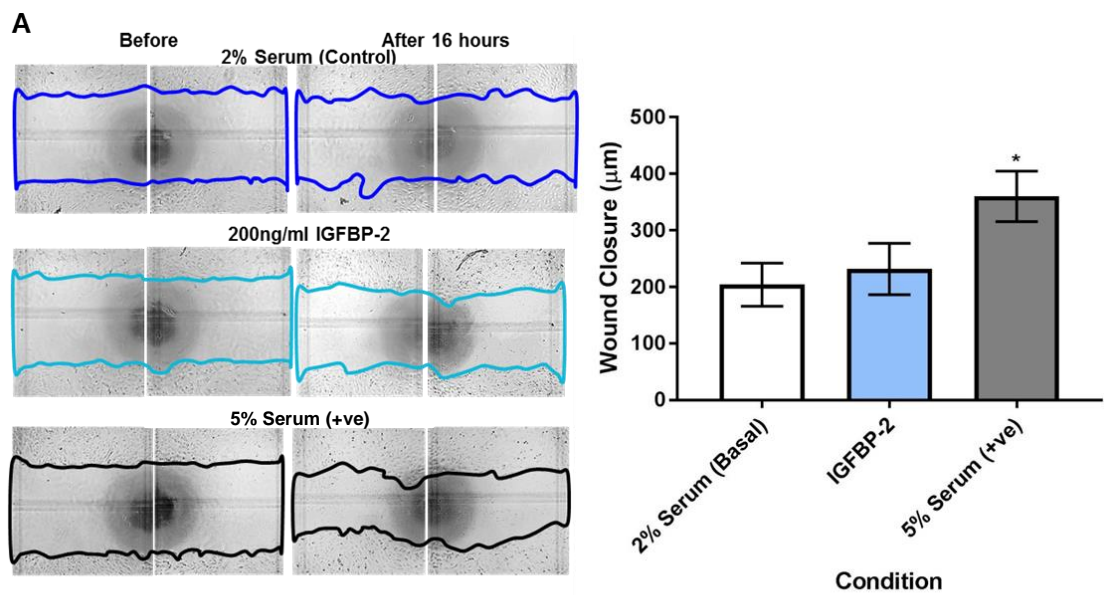 A
Before
After 16 hours
2% Serum (Control)
200ng/ml IGFBP-2
5% Serum (+ve)
500
400
300
200
100
0
Wound Closure (μm)
*
2% Serum (Basal)
IGFBP-2
5% Serum (+ve)
Condition